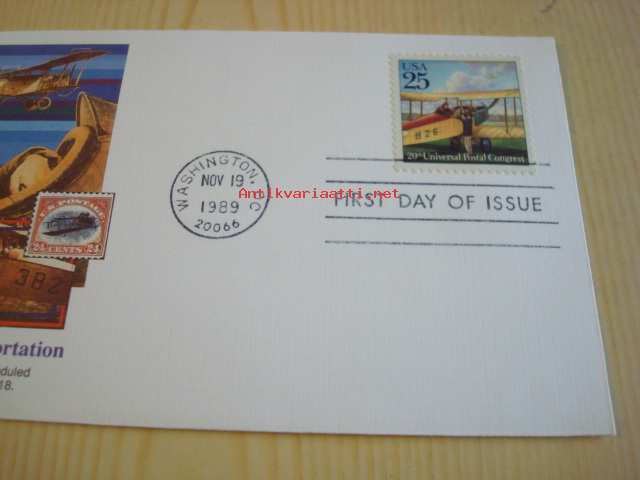 USA
25
H 26
20th Universal Postal Congress
WASHINGTON, DC
NOV 19
1989
20066
FIRST DAY OF ISSUE
Antikvariaatti.net
U.S. POSTAGE
24 CENTS 24
382
ortation
duled
18.